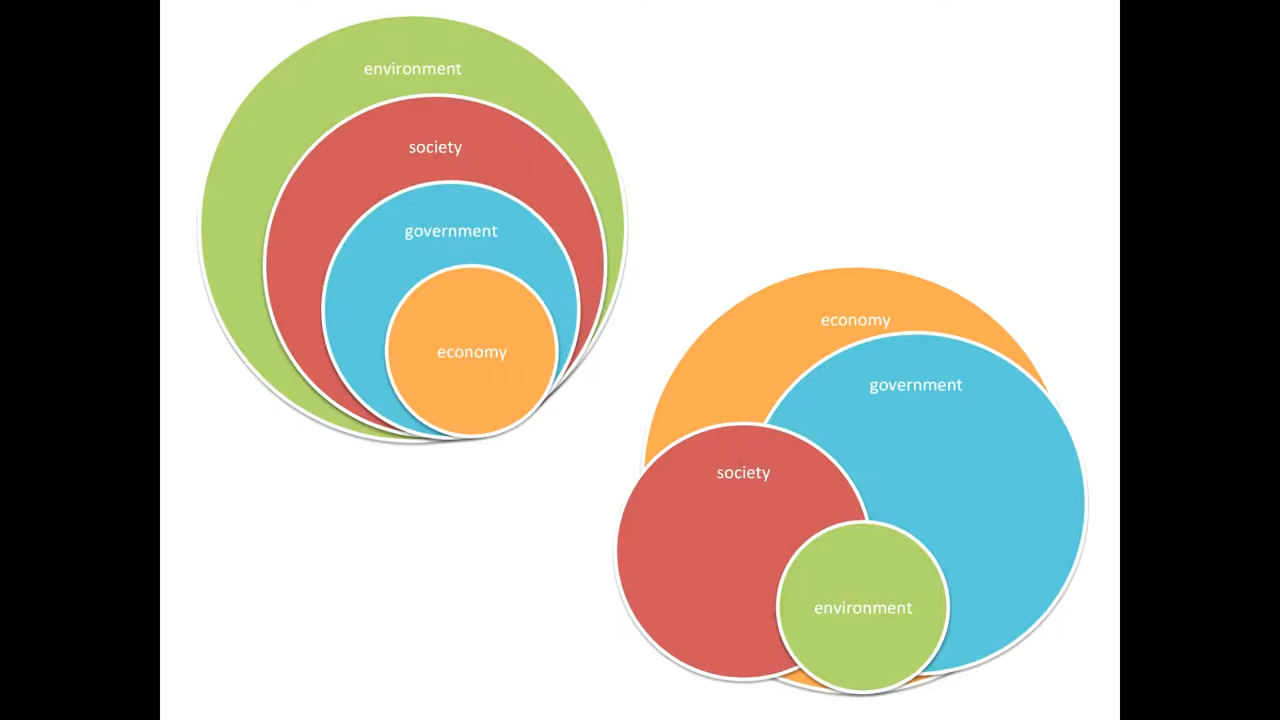 environment
society
government
economy
economy
government
society
environment